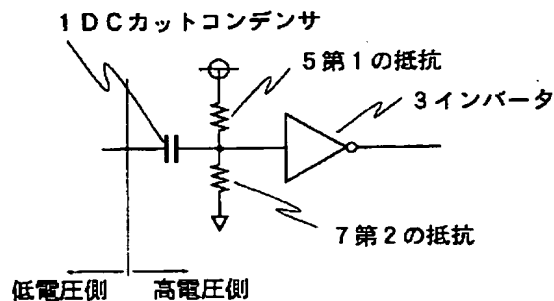 1DCカットコンデンサ
5第1の抵抗
3インバータ
7第2の抵抗
低電圧側
高電圧側